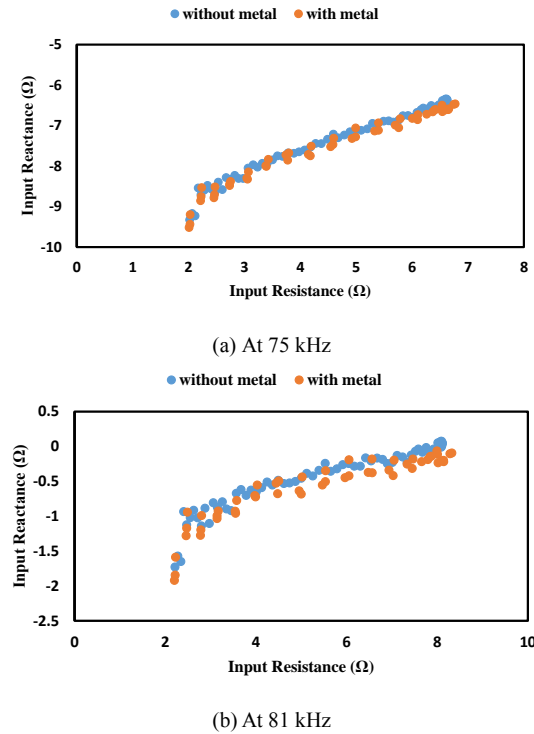 without metal with metal
-5
-6
-7
-8
-9
-10
Input Reactance (Ω)
0 1 2 3 4 5 6 7 8
Input Resistance (Ω)
(a) At 75 kHz
without metal with metal
0.5
0
-0.5
-1
-1.5
-2
-2.5
Input Reactance (Ω)
0 2 4 6 8 10
Input Resistance (Ω)
(b) At 81 kHz